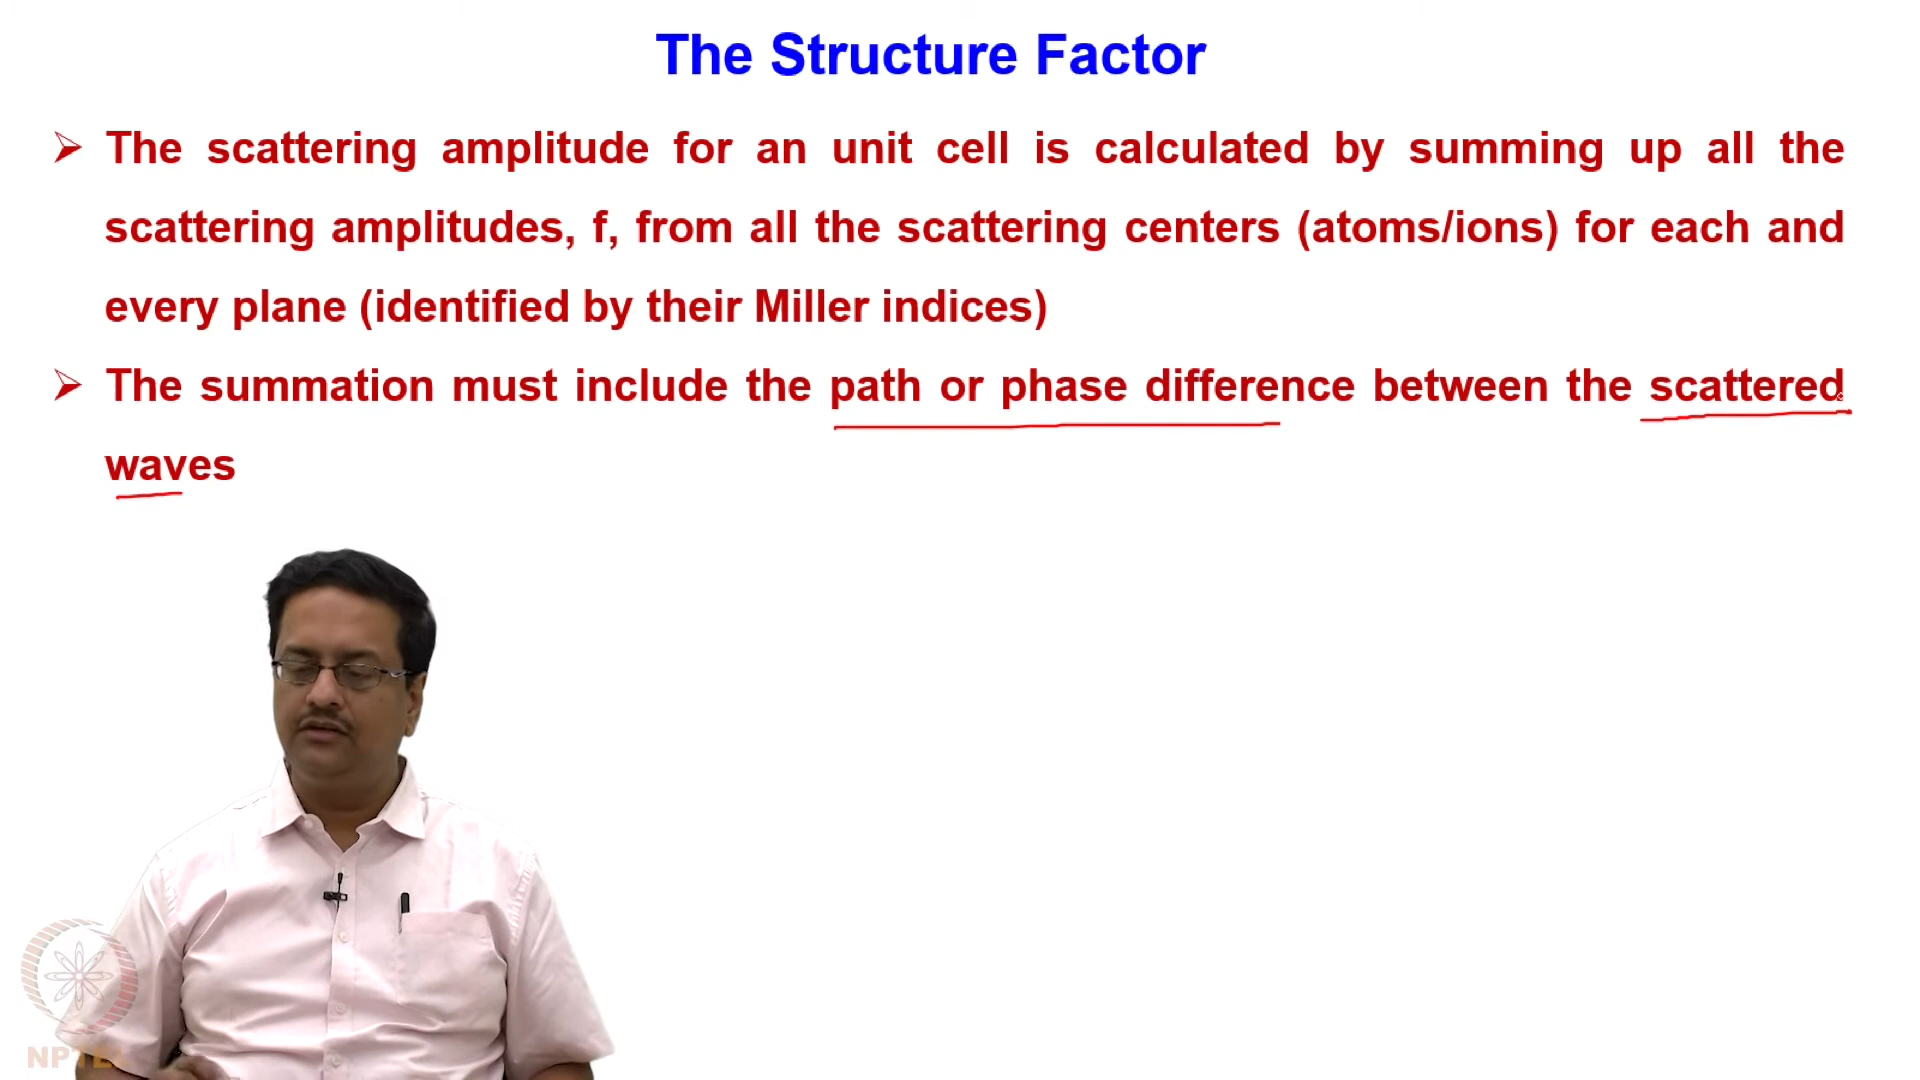 The Structure Factor
➢ The scattering amplitude for an unit cell is calculated by summing up all the
scattering amplitudes, f, from all the scattering centers (atoms/ions) for each and
every plane (identified by their Miller indices)
➢ The summation must include the path or phase difference between the scattered
waves
NPTEL